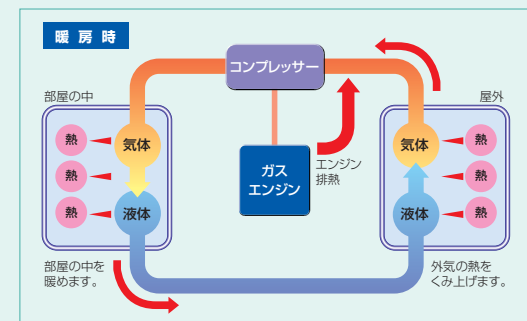 暖房時
コンプレッサー
部屋の中
屋外
熱
熱
熱
気体
液体
ガス
エンジン
エンジン
排熱
気体
液体
熱
熱
熱
部屋の中を
暖めます。
外気の熱を
くみ上げます。